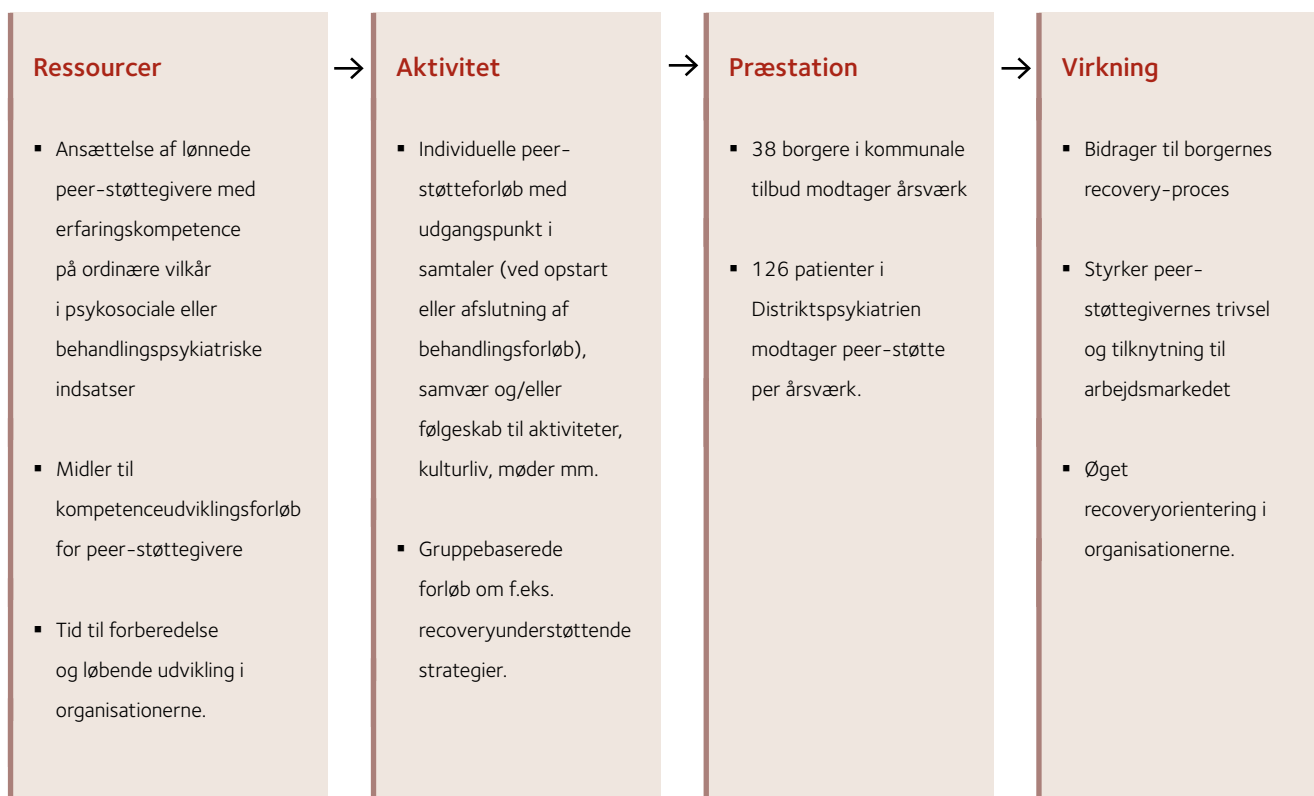 Ressourcer
▪ Ansættelse af lønnede
peer-støttegivere med
erfaringskompetence
på ordinære vilkår
i psykosociale eller
behandlingspsykiatriske
indsatser
▪ Midler til
kompetenceudviklingsforløb
for peer-støttegivere
▪ Tid til forberedelse
og løbende udvikling i
organisationerne.
→
Aktivitet
▪ Individuelle peer-
støtteforløb med
udgangspunkt i
samtaler (ved opstart
eller afslutning af
behandlingsforløb),
samvær og/eller
følgeskab til aktiviteter,
kulturliv, møder mm.
▪ Gruppebaserede
forløb om f.eks.
recoveryunderstøttende
strategier.
→
Præstation
▪ 38 borgere i kommunale
tilbud modtager årsværk
▪ 126 patienter i
Distriktspsykiatrien
modtager peer-støtte
per årsværk.
→
Virkning
▪ Bidrager til borgernes
recovery-proces
▪ Styrker peer-
støttegivernes trivsel
og tilknytning til
arbejdsmarkedet
▪ Øget
recoveryorientering i
organisationerne.